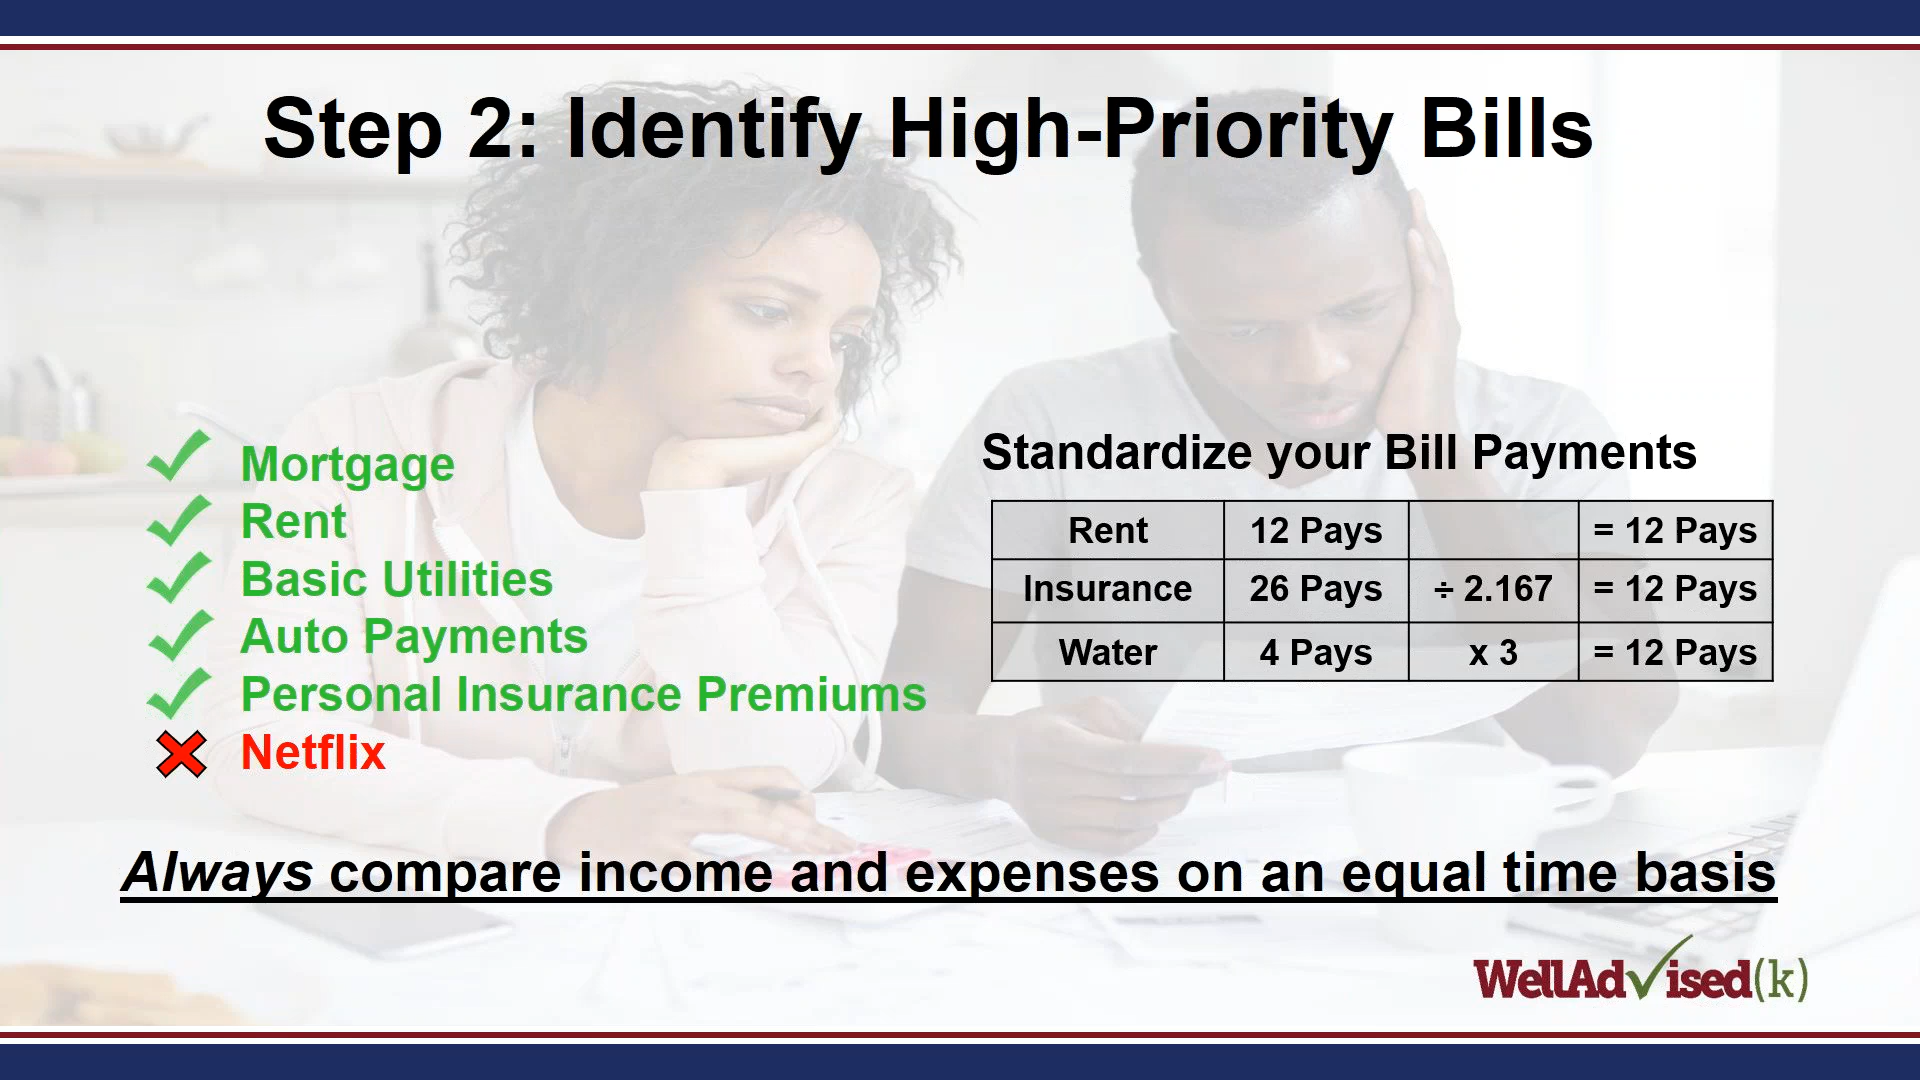 Step 2: Identify High-Priority Bills
Mortgage
Rent
Basic Utilities
Auto Payments
Personal Insurance Premiums
Netflix
Standardize your Bill Payments
Rent 12 Pays = 12 Pays
Insurance 26 Pays ÷ 2.167 = 12 Pays
Water 4 Pays x 3 = 12 Pays
Always compare income and expenses on an equal time basis
WellAdvised(k)